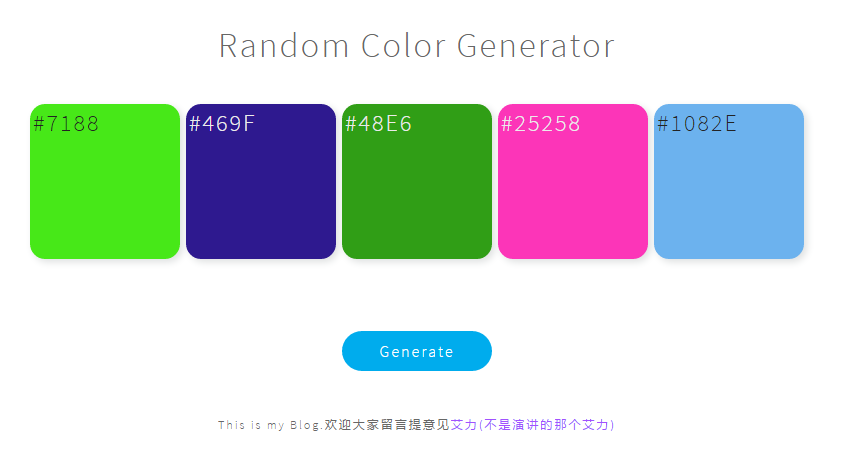 Random Color Generator
#7188 #469F #48E6 #25258 #1082E
Generate
This is my Blog.欢迎大家留言提意见艾力(不是演讲的那个艾力)